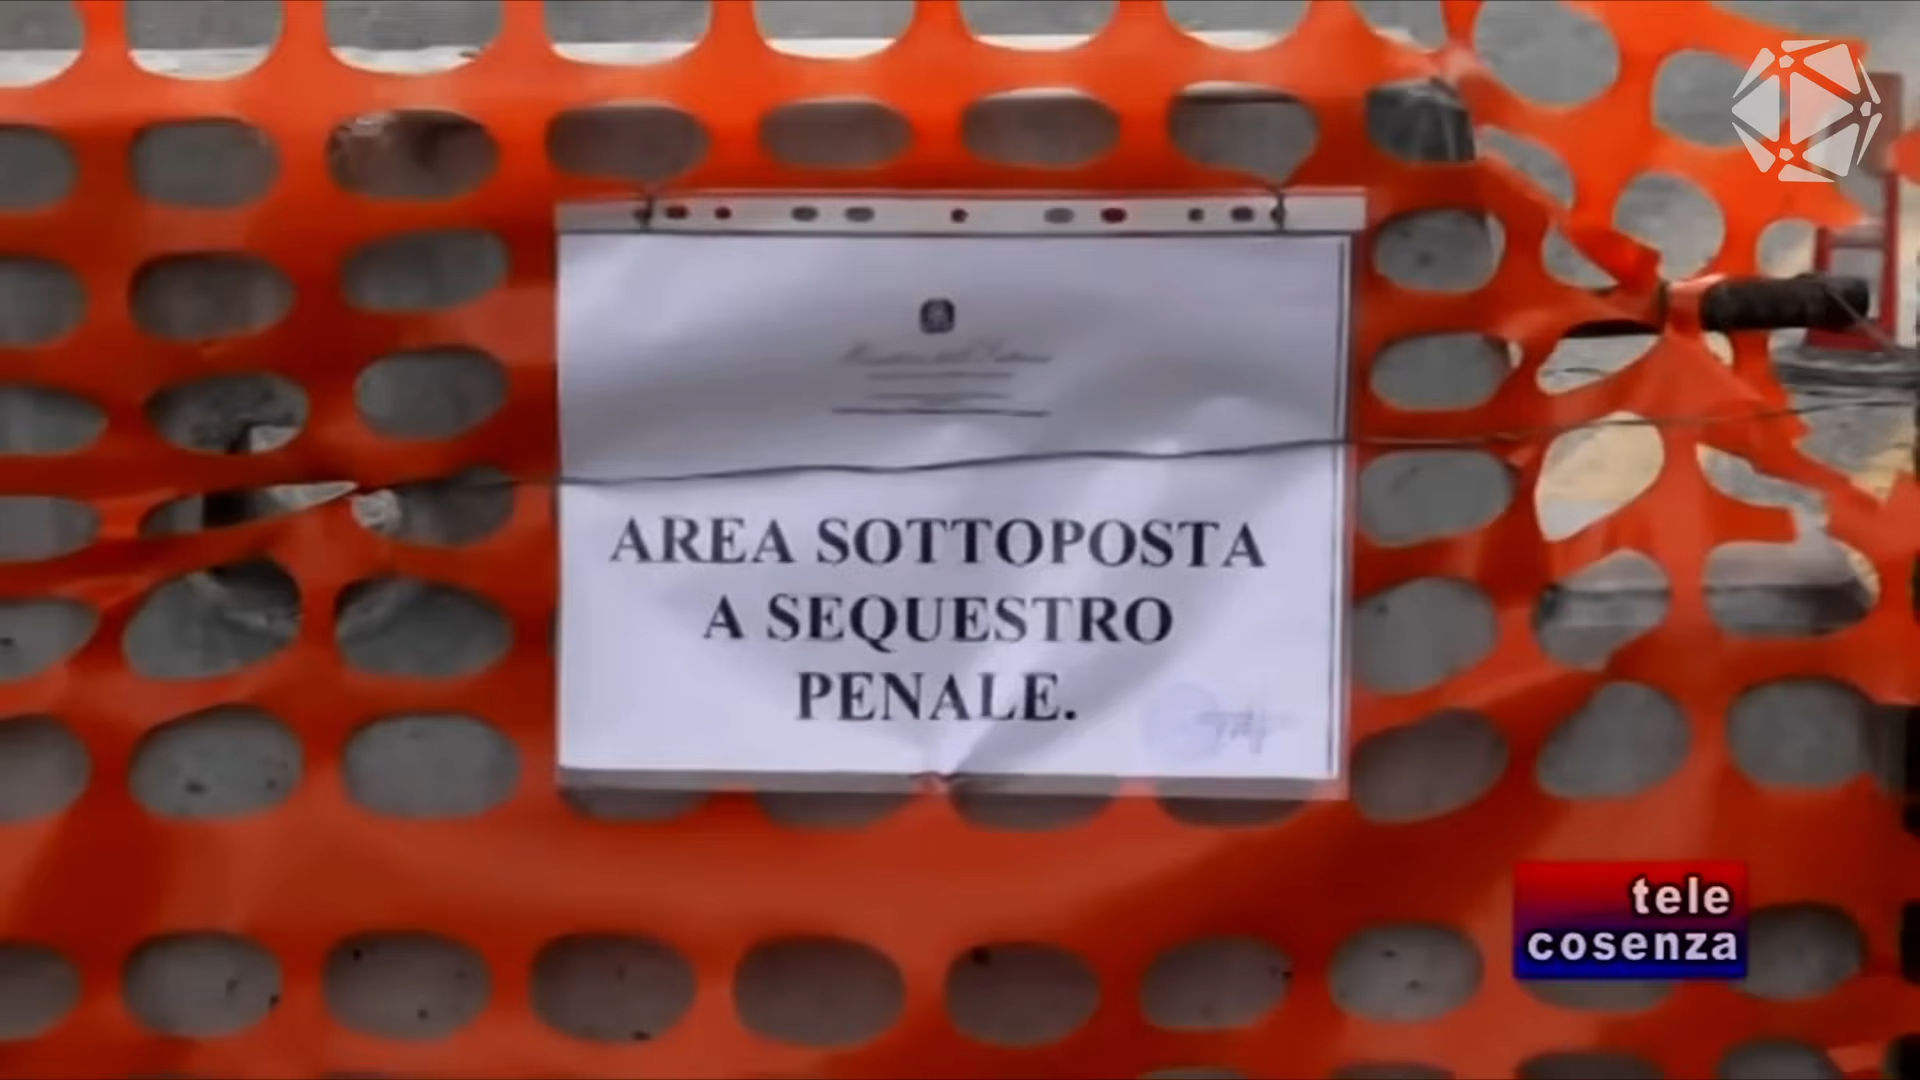 AREA SOTTOPOSTA
A SEQUESTRO
PENALE.
tele
cosenza